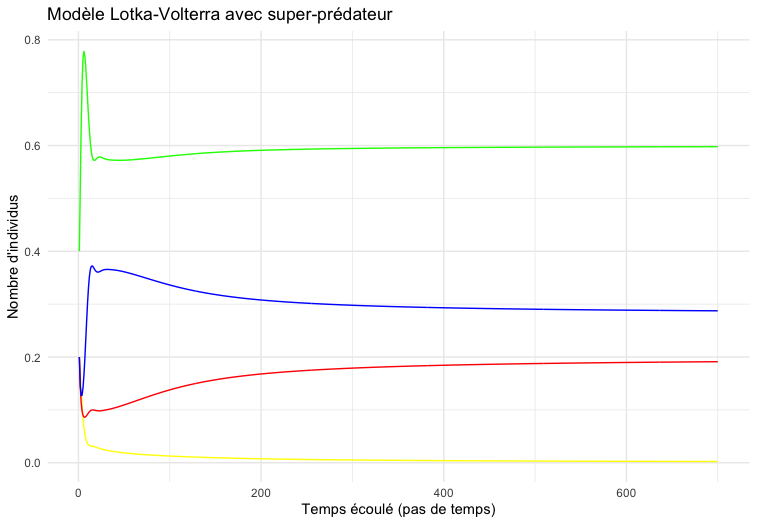 Modèle Lotka-Volterra avec super-prédateur
0.8
0.6
0.4
0.2
0.0
Nombre d'individus
0 200 400 600
Temps écoulé (pas de temps)